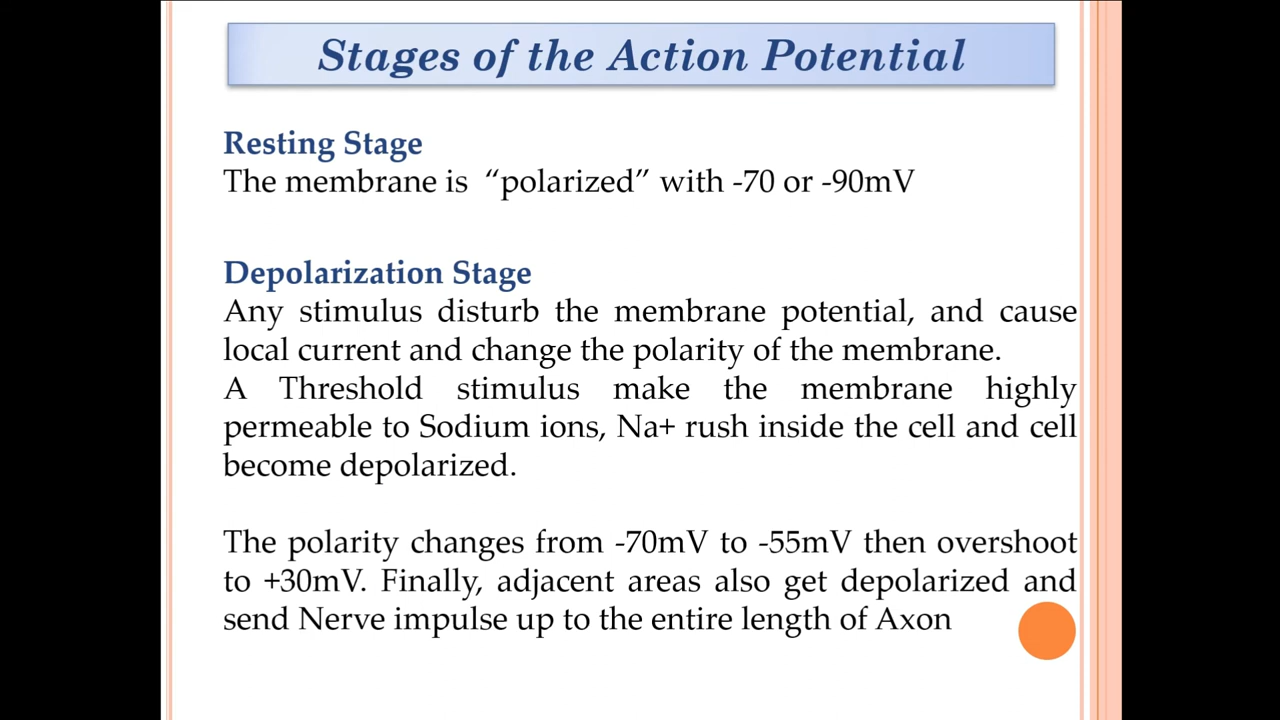 Stages of the Action Potential
Resting Stage
The membrane is “polarized” with -70 or -90mV
Depolarization Stage
Any stimulus disturb the membrane potential, and cause
local current and change the polarity of the membrane.
A Threshold stimulus make the membrane highly
permeable to Sodium ions, Na+ rush inside the cell and cell
become depolarized.
The polarity changes from -70mV to -55mV then overshoot
to +30mV. Finally, adjacent areas also get depolarized and
send Nerve impulse up to the entire length of Axon